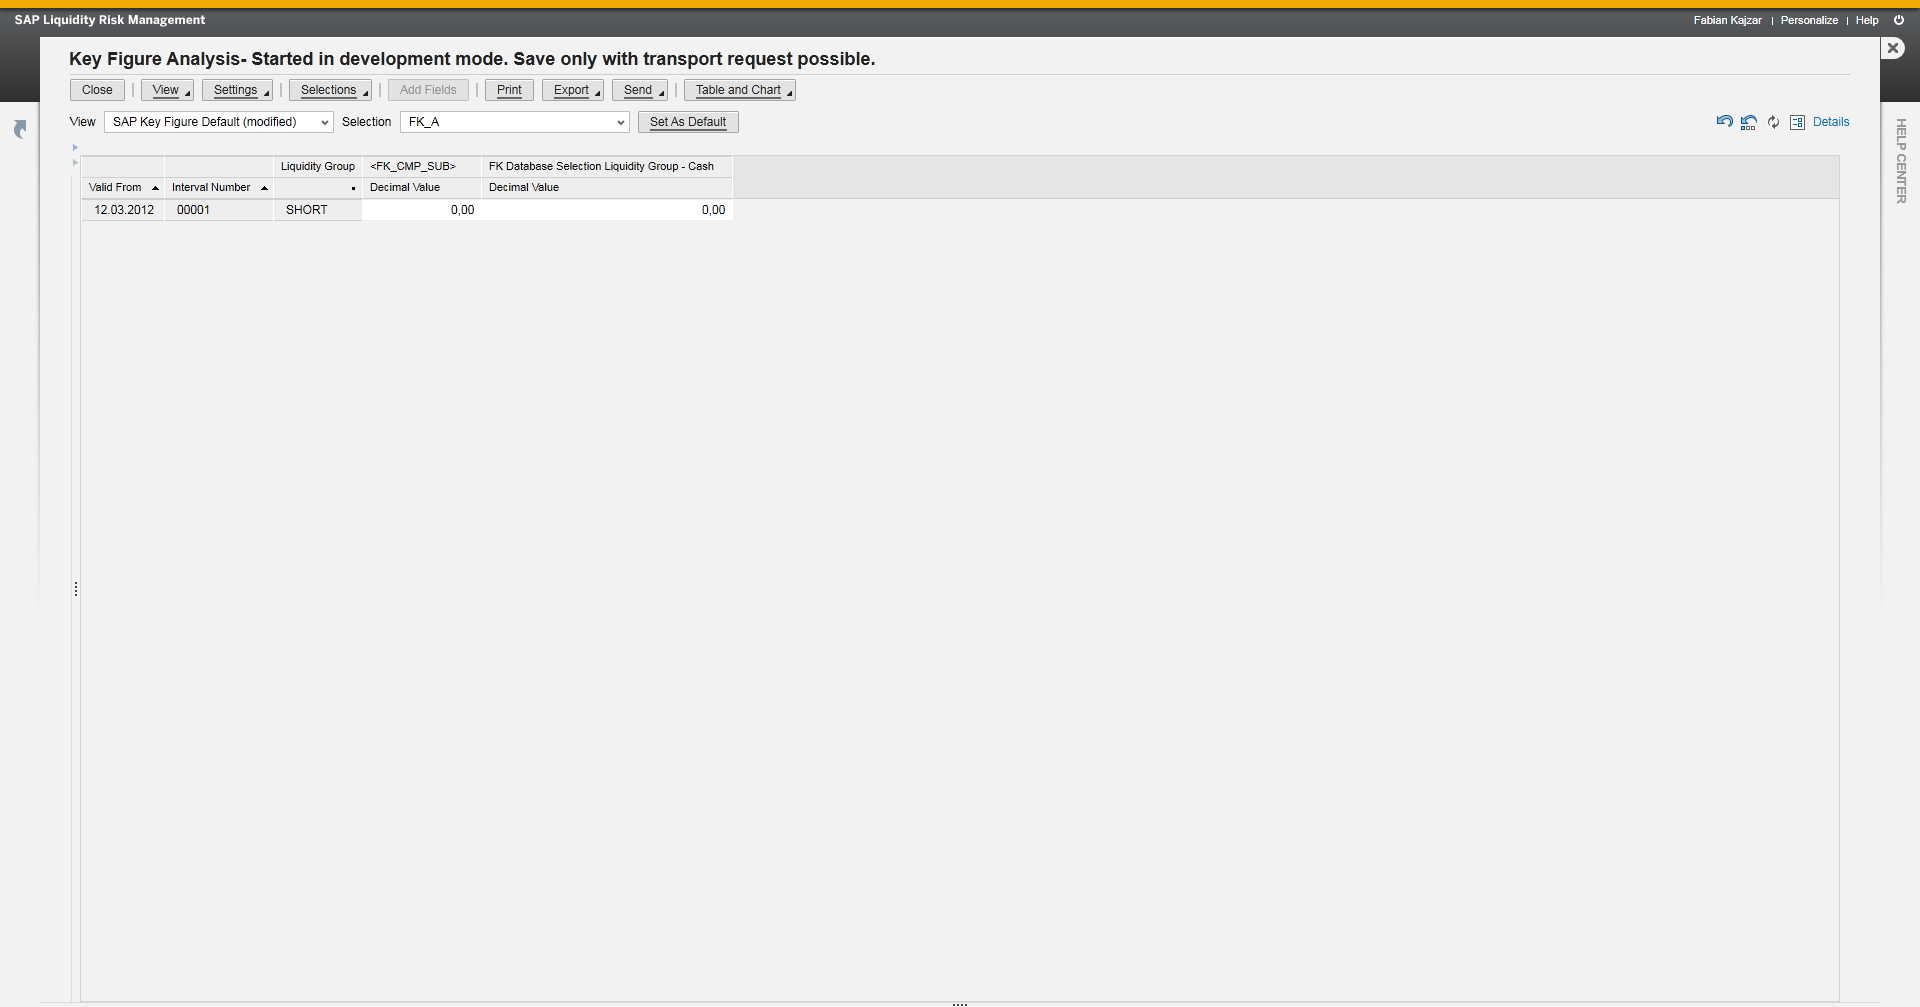 SAP Liquidity Risk Management
Fabian Kajzar | Personalize | Help
Key Figure Analysis- Started in development mode. Save only with transport request possible.
Close | View Settings | Selections | Add Fields | Print Export Send | Table and Chart
View SAP Key Figure Default (modified) Selection FK_A Set As Default Details
Liquidity Group <FK_CMP_SUB> FK Database Selection Liquidity Group - Cash
Valid From Interval Number Decimal Value Decimal Value
12.03.2012 00001 SHORT 0,00 0,00
HELP CENTER